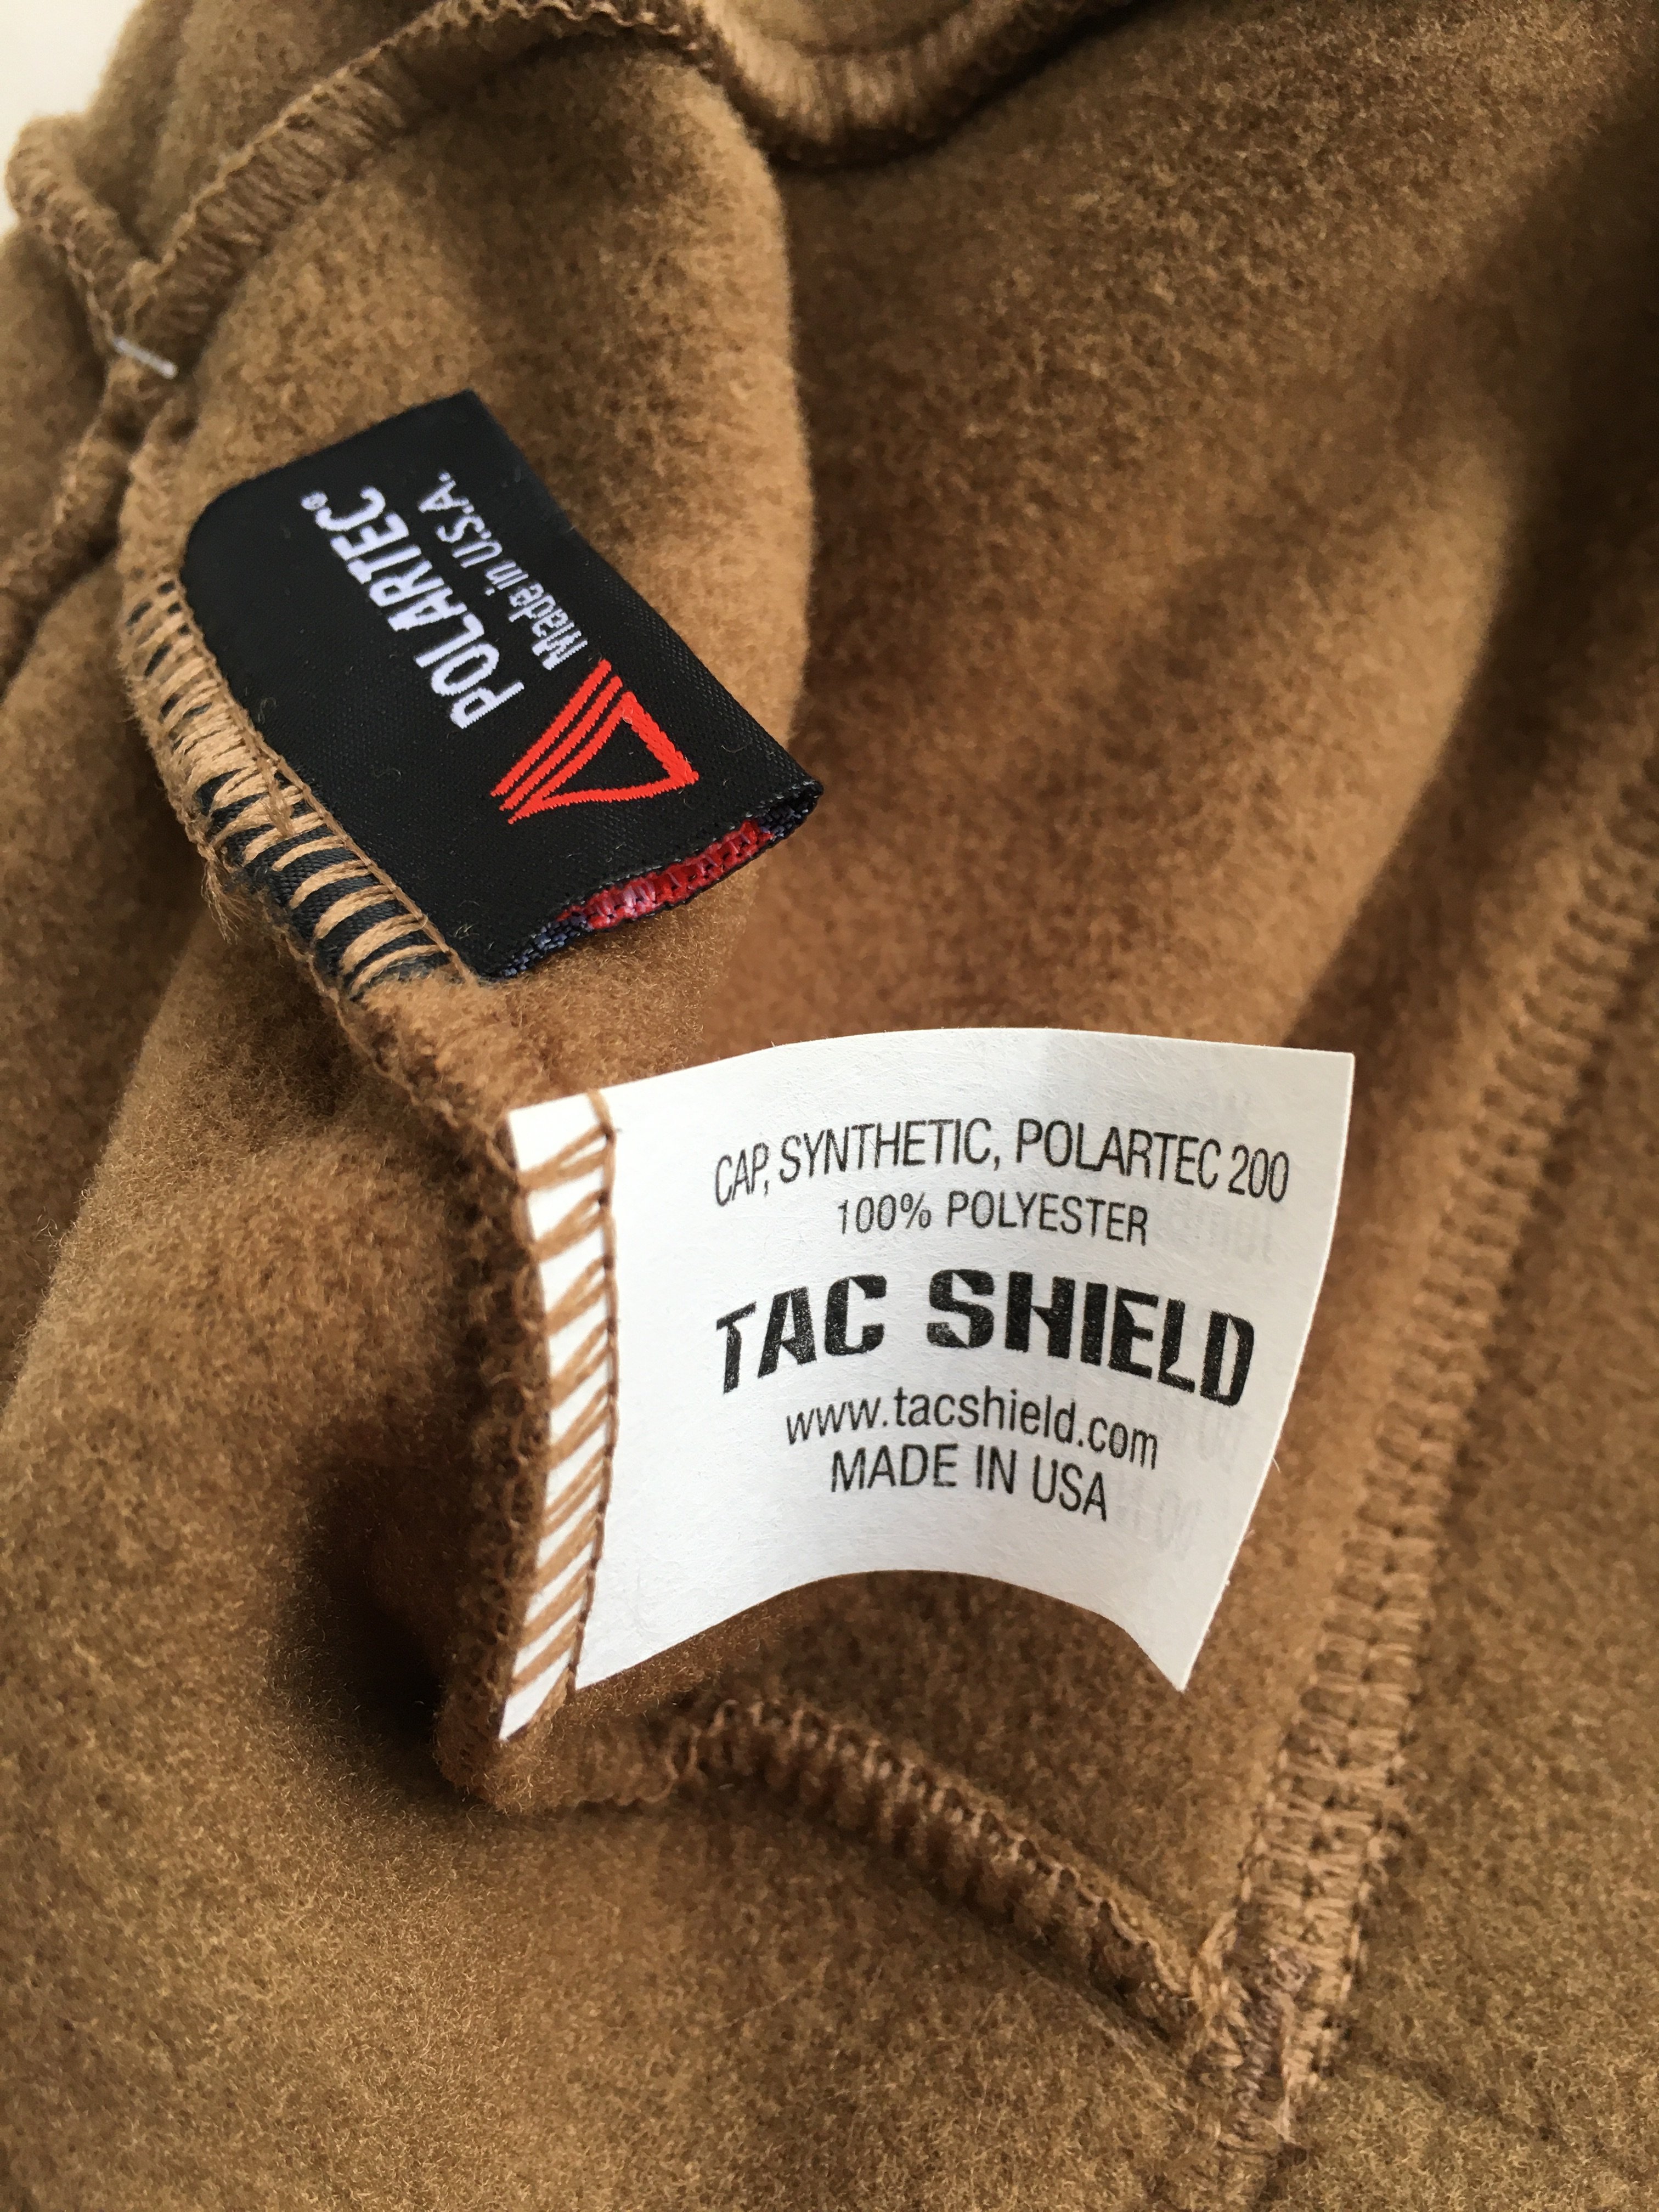 POLARTEC®
Made in U.S.A.
CAP, SYNTHETIC, POLARTEC 200
100% POLYESTER
TAC SHIELD
www.tacshield.com
MADE IN USA